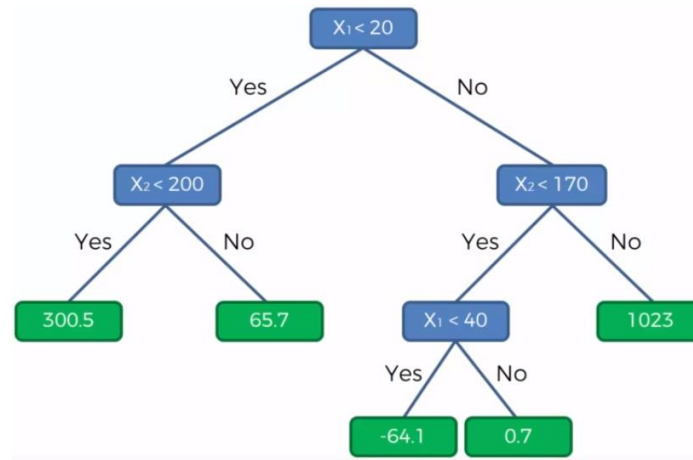 X₁ < 20
Yes
No
X₂ < 200
X₂ < 170
Yes
No
Yes
No
300.5
65.7
X₁ < 40
1023
Yes
No
-64.1
0.7